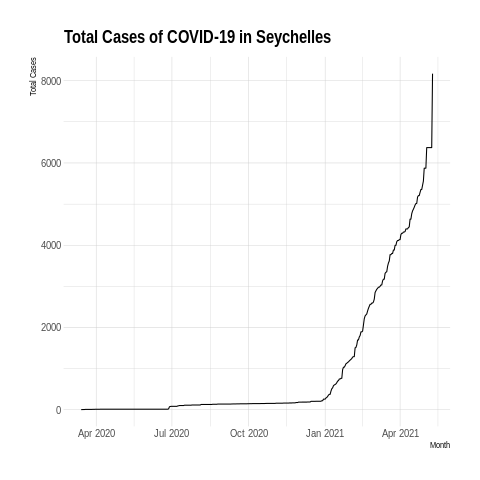 Total Cases of COVID-19 in Seychelles
Total Cases
8000
6000
4000
2000
0
Apr 2020 Jul 2020 Oct 2020 Jan 2021 Apr 2021
Month